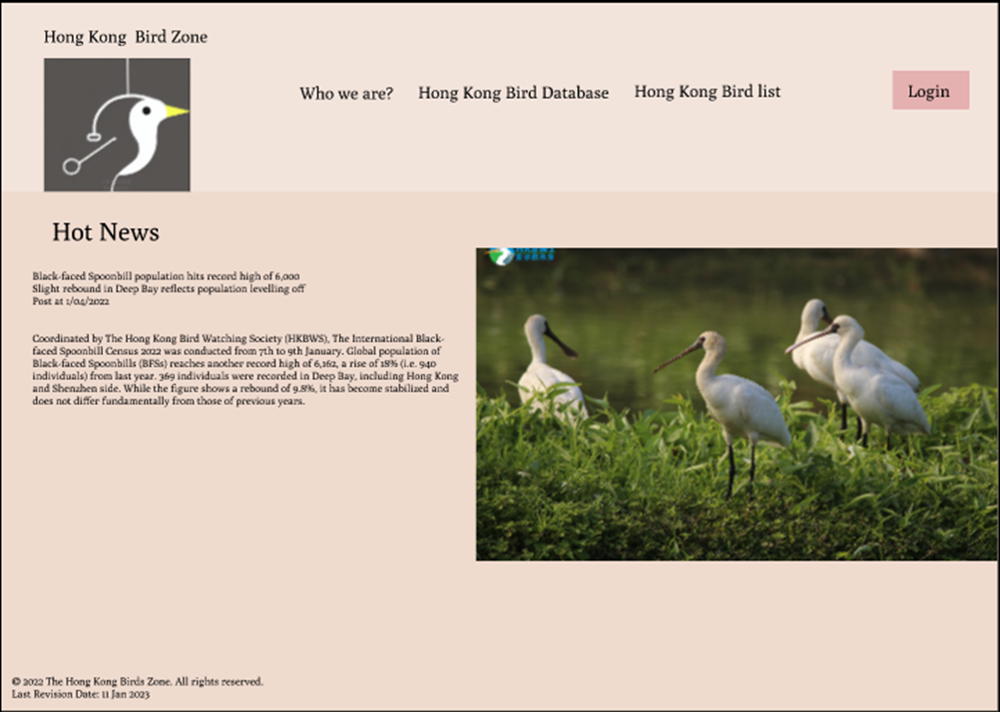 Hong Kong Bird Zone
Who we are?
Hong Kong Bird Database
Hong Kong Bird list
Login
Hot News
Black-faced Spoonbill population hits record high of 6,000
Slight rebound in Deep Bay reflects population levelling off
Post at 1/04/2022
Coordinated by The Hong Kong Bird Watching Society (HKBWS), The International Black-
faced Spoonbill Census 2022 was conducted from 7th to 9th January. Global population of
Black-faced Spoonbills (BFSs) reaches another record high of 6,162, a rise of 18% (i.e. 940
individuals) from last year. 369 individuals were recorded in Deep Bay, including Hong Kong
and Shenzhen side. While the figure shows a rebound of 9.8%, it has become stabilized and
does not differ fundamentally from those of previous years.
© 2022 The Hong Kong Birds Zone. All rights reserved.
Last Revision Date: 11 Jan 2023